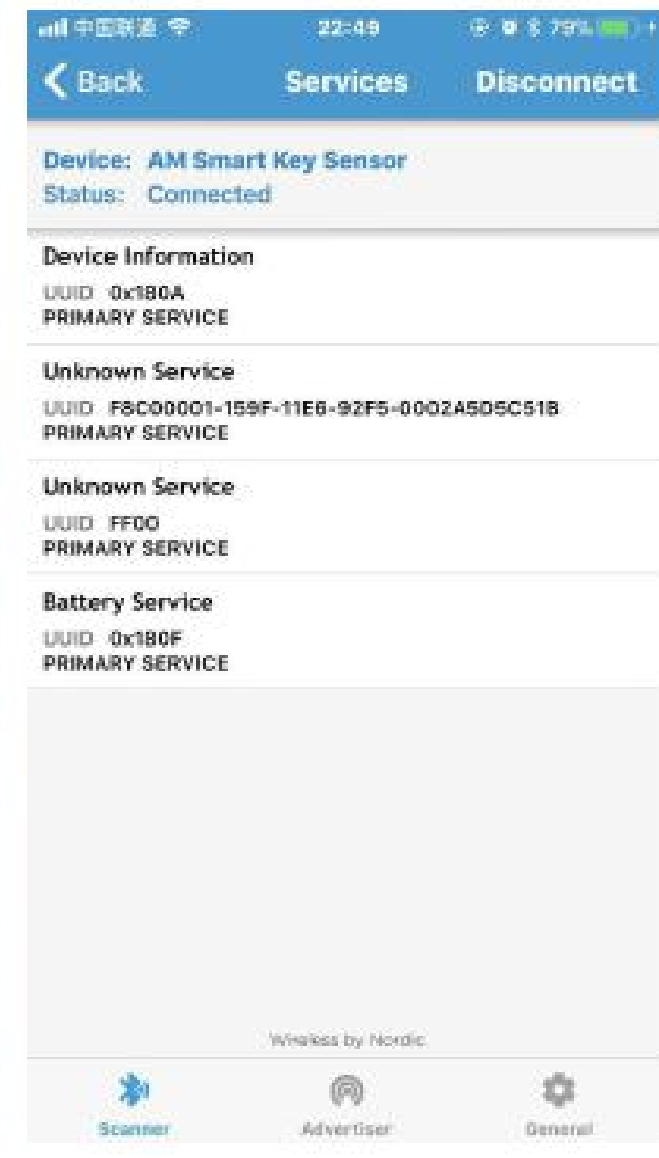 中国联通 22:49 79%
Back Services Disconnect
Device: AM Smart Key Sensor
Status: Connected
Device Information
UUID 0x180A
PRIMARY SERVICE
Unknown Service
UUID F8C00001-159F-11E6-92F5-0002A5D5C51B
PRIMARY SERVICE
Unknown Service
UUID FF00
PRIMARY SERVICE
Battery Service
UUID 0x180F
PRIMARY SERVICE
Wireless by Nordic
Scanner Advertiser General